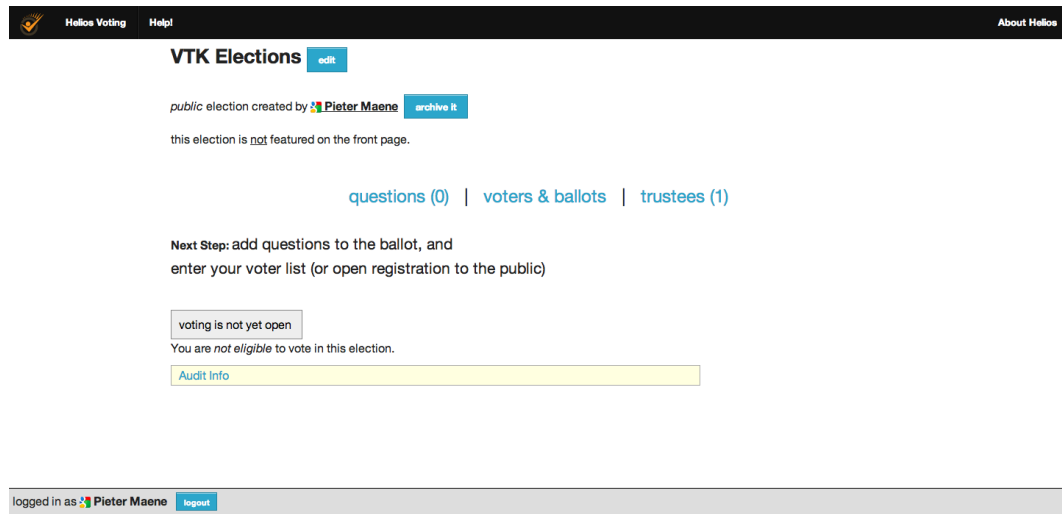 Helios Voting Help! About Helios
VTK Elections edit
public election created by Pieter Maene archive it
this election is not featured on the front page.
questions (0) | voters & ballots | trustees (1)
Next Step: add questions to the ballot, and
enter your voter list (or open registration to the public)
voting is not yet open
You are not eligible to vote in this election.
Audit Info
logged in as Pieter Maene logout